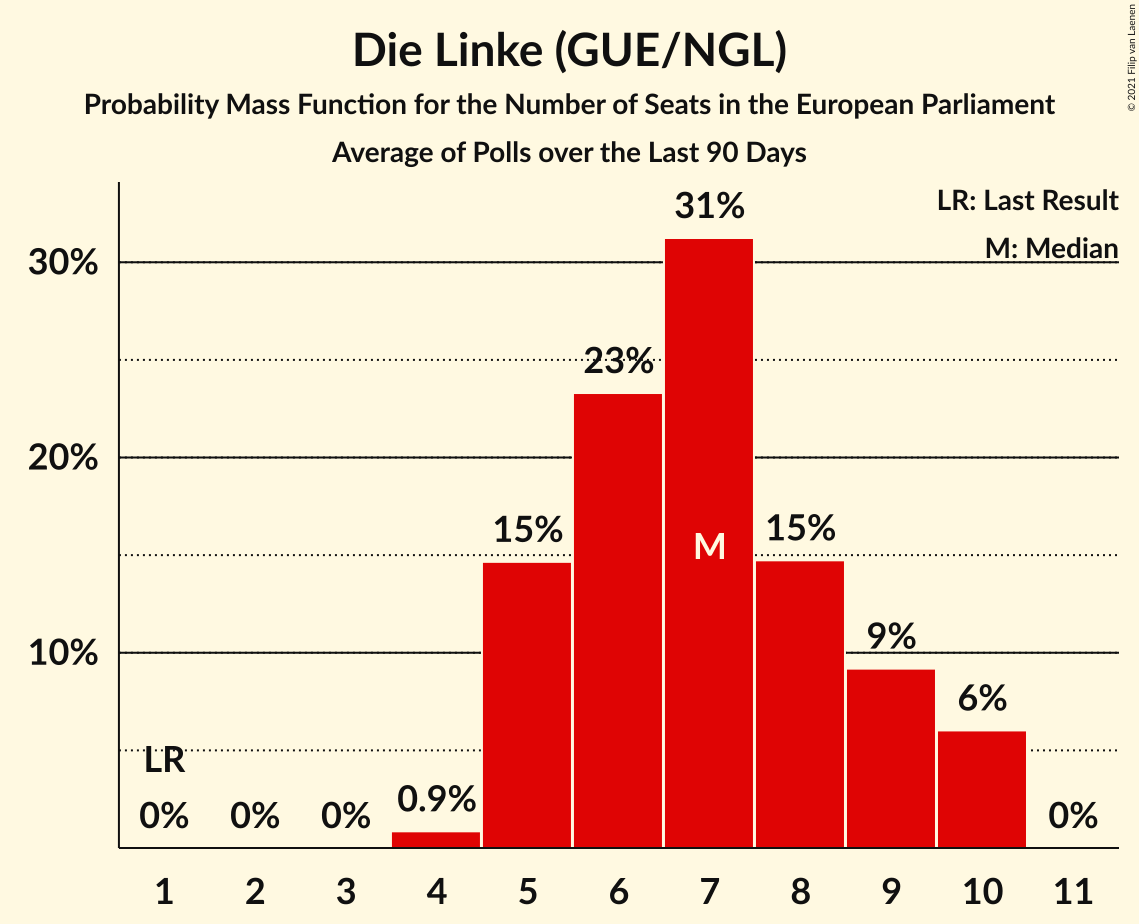 Die Linke (GUE/NGL)
Probability Mass Function for the Number of Seats in the European Parliament
Average of Polls over the Last 90 Days
© 2021 Filip van Laenen
LR: Last Result
M: Median
30%
20%
10%
LR
0%
0%
0%
0.9%
15%
23%
31%
M
15%
9%
6%
0%
1 2 3 4 5 6 7 8 9 10 11